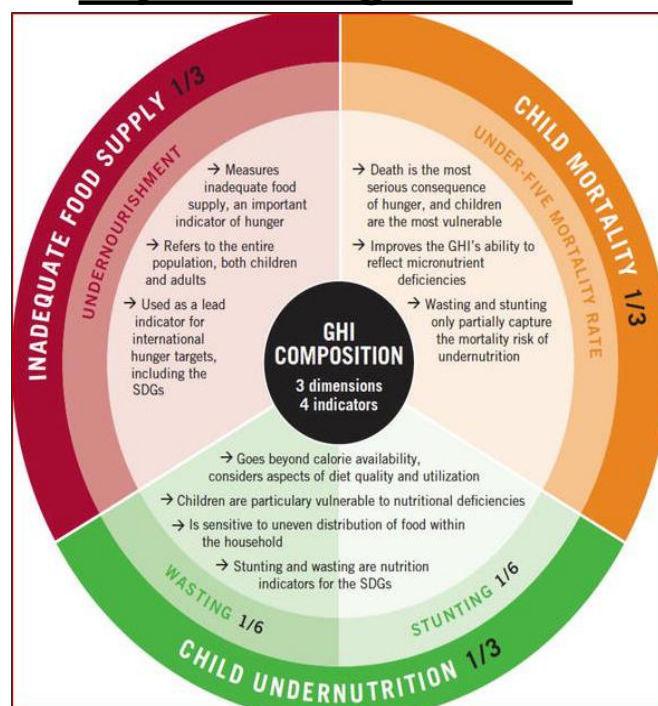 INADEQUATE FOOD SUPPLY 1/3
UNDERNOURISHMENT
→ Measures
inadequate food
supply, an important
indicator of hunger
→ Refers to the entire
population, both children
and adults
→ Used as a lead
indicator for
international
hunger targets,
including the
SDGs
CHILD MORTALITY 1/3
UNDER-FIVE MORTALITY RATE
→ Death is the most
serious consequence
of hunger, and children
are the most vulnerable
→ Improves the GHI's ability to
reflect micronutrient
deficiencies
→ Wasting and stunting
only partially capture
the mortality risk of
undernutrition
GHI
COMPOSITION
3 dimensions
4 indicators
→ Goes beyond calorie availability,
considers aspects of diet quality and utilization
→ Children are particulary vulnerable to nutritional deficiencies
→ Is sensitive to uneven distribution of food within
the household
→ Stunting and wasting are nutrition
indicators for the SDGs
WASTING 1/6
STUNTING 1/6
CHILD UNDERNUTRITION 1/3